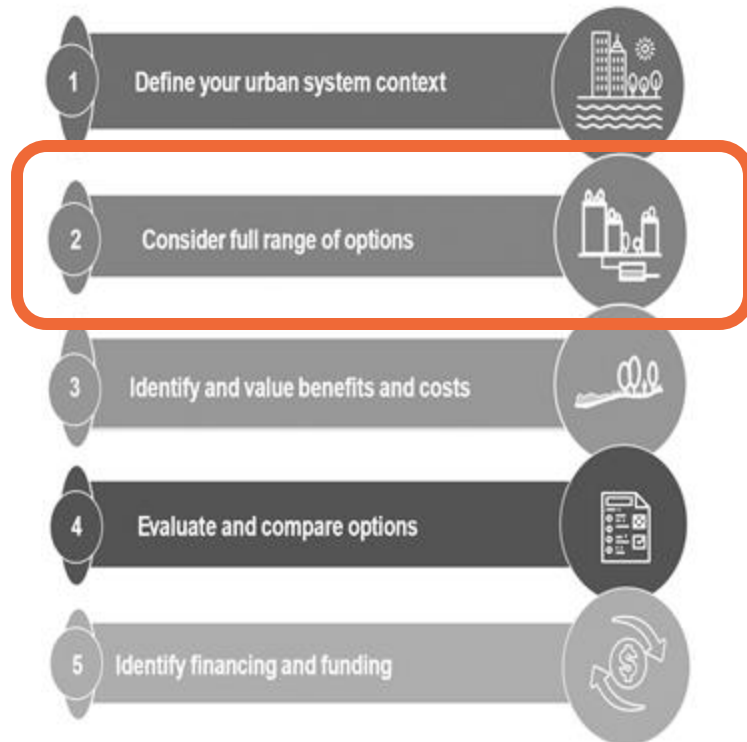 1 Define your urban system context
2 Consider full range of options
3 Identify and value benefits and costs
4 Evaluate and compare options
5 Identify financing and funding
$